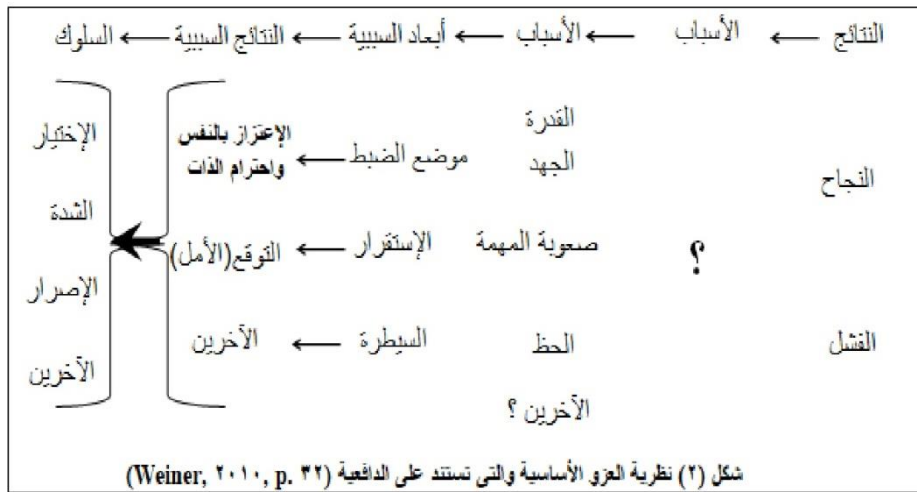 النتائج ← الأسباب ← الأسباب ← أبعاد السببية ← النتائج السببية ← السلوك
القدرة
الإعتزاز بالنفس
الإختيار
النجاح الجهد موضع الضبط ← واحترام الذات
الشدة
؟ صعوبة المهمة الإستقرار ← التوقع(الأمل)
الإصرار
الفشل الحظ السيطرة ← الآخرين
الآخرين
الآخرين ؟
شكل (٢) نظرية العزو الأساسية والتي تستند على الدافعية (Weiner, ٢٠١٠, p. ٣٢)